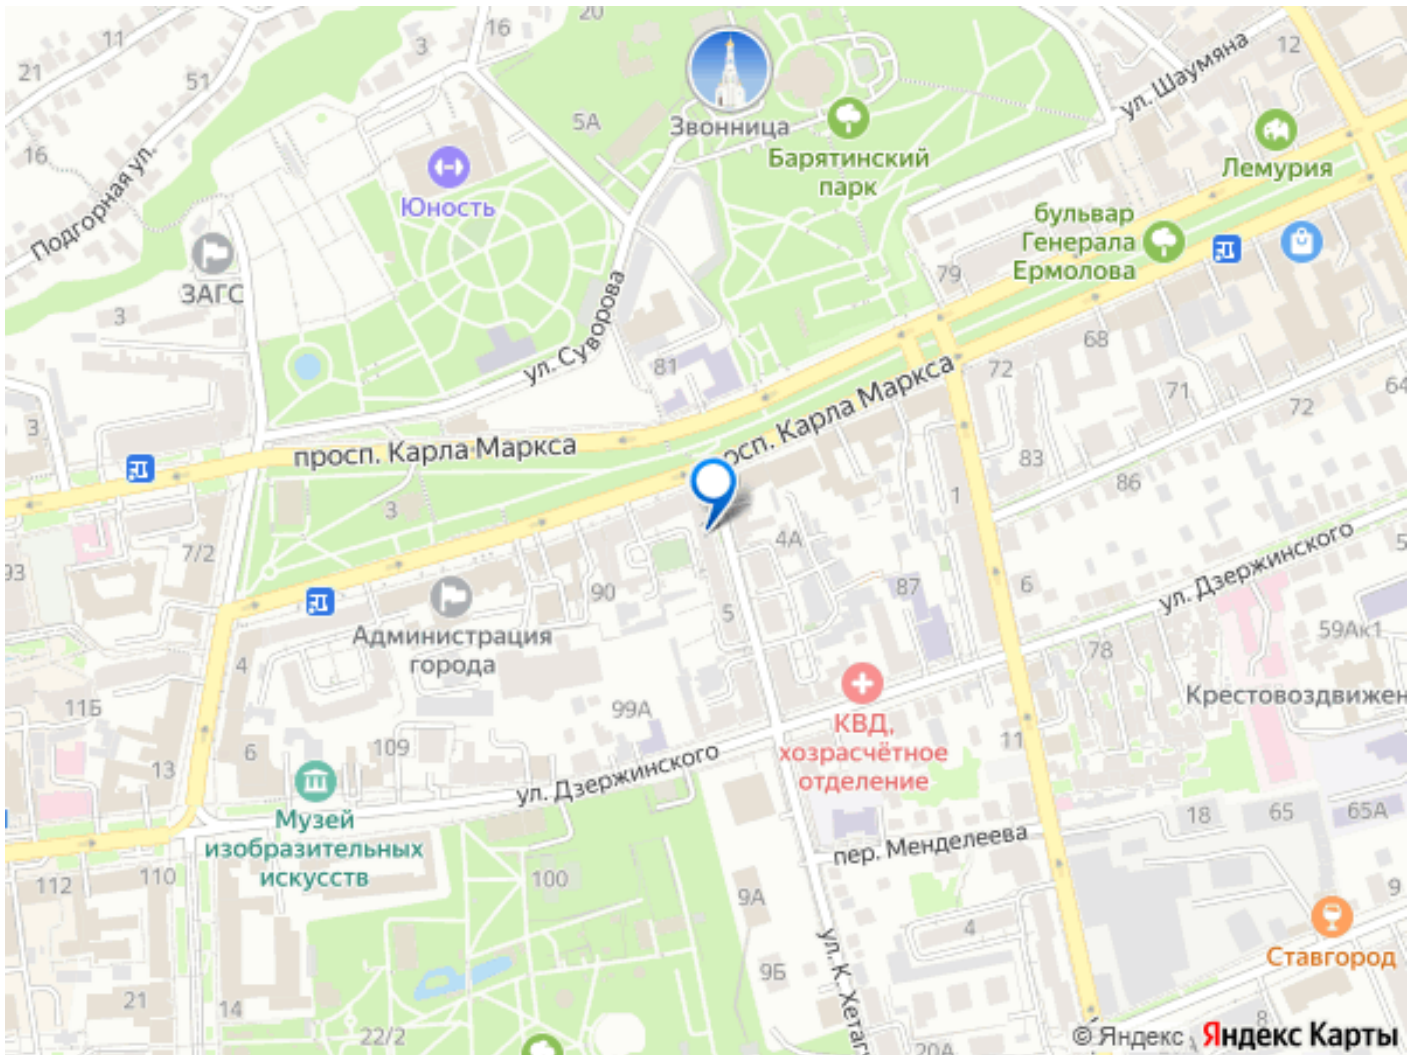 20
16
11
3
12
21
51
ул. Шаумяна
5А
Звонница
16
Барятинский
парк
Лемурия
Подгорная ул.
Юность
бульвар
Генерала
Ермолова
79
ЗАГС
3
ул. Суворова
81
68
72
просп. Карла Маркса
71
64
72
3
просп. Карла Маркса
83
86
1
3
4А
7/2
93
ул. Дзержинского
5
87
6
90
5
Администрация
города
59Ак1
78
4
Крестовоздвижен
11Б
99А
КВД,
хозрасчётное
отделение
11
6
109
13
ул. Дзержинского
Музей
изобразительных
искусств
18
65
65А
пер. Менделеева
112
110
100
9А
9
4
ул. К. Хетаг
Ставгород
9Б
21
14
22/2
20А
8
© Яндекс
Яндекс Карты